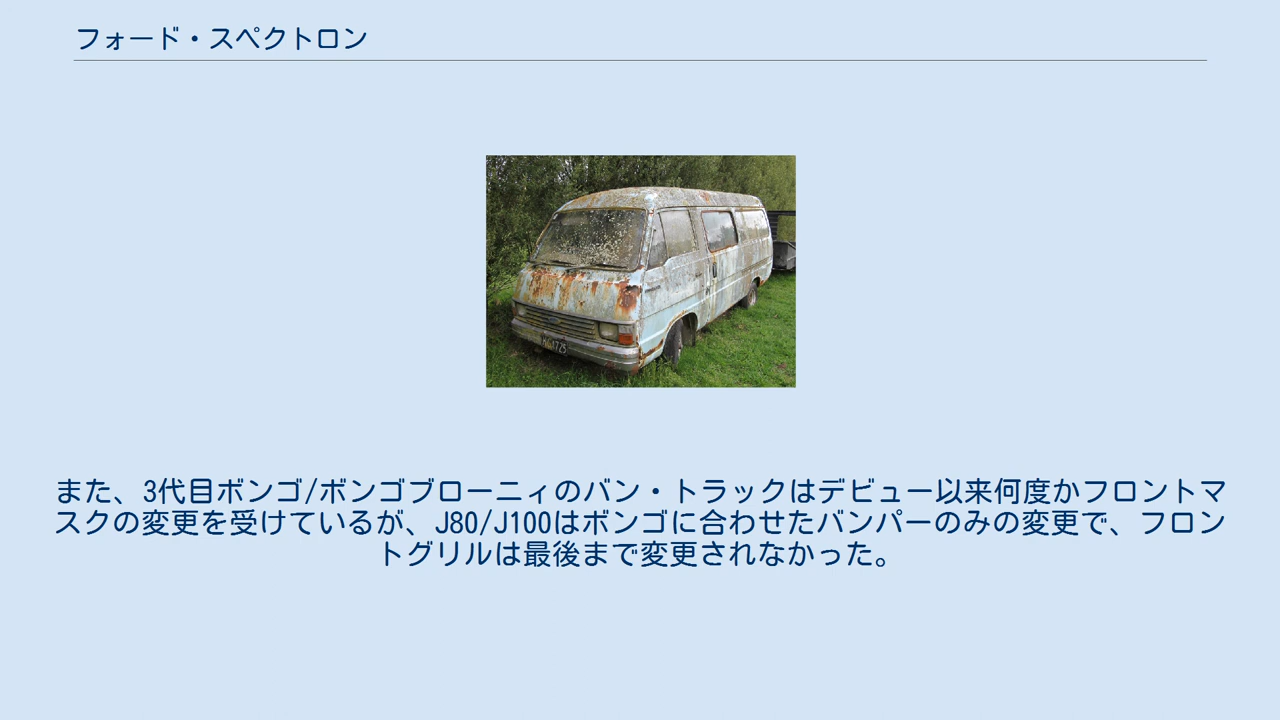 フォード・スペクトロン
また、3代目ボンゴ/ボンゴブローニィのバン・トラックはデビュー以来何度かフロントマ
スクの変更を受けているが、J80/J100はボンゴに合わせたバンパーのみの変更で、フロン
トグリルは最後まで変更されなかった。